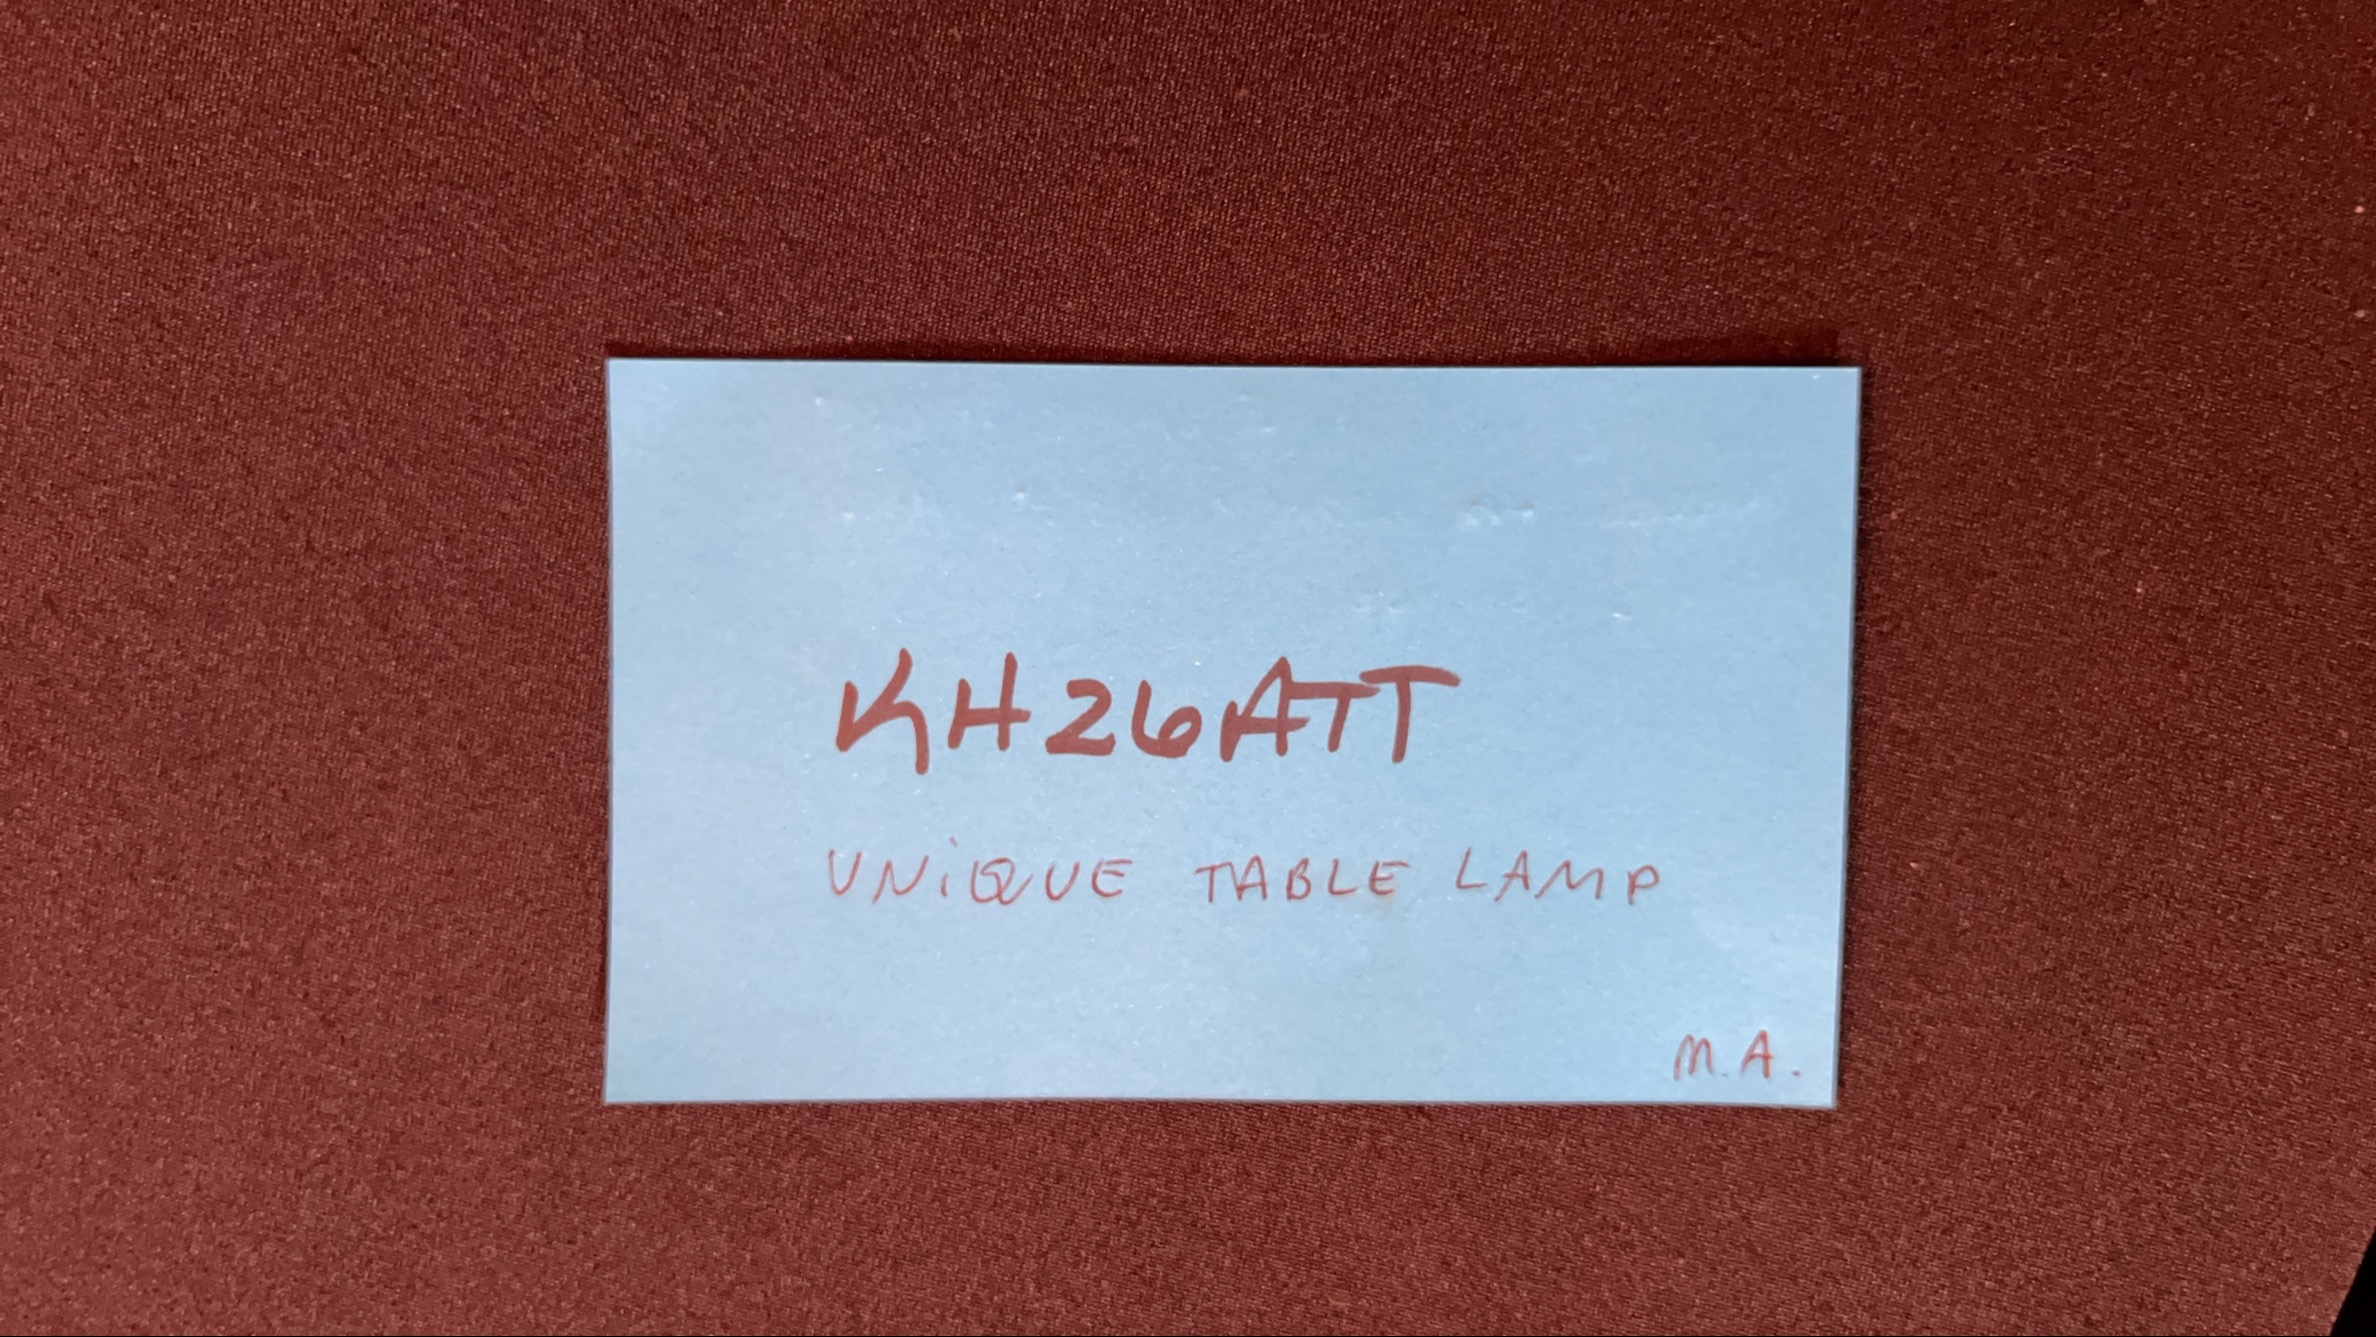 KH26ATT
UNiQUE TABLE LAMP
M.A.